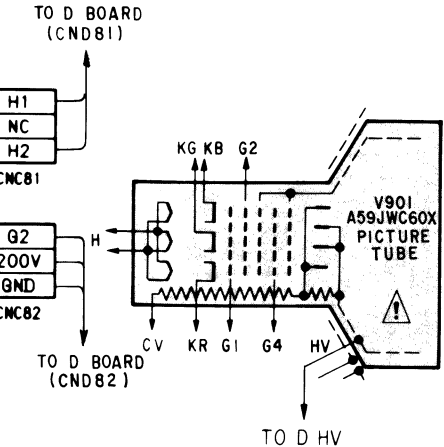 TO D BOARD
(CND81)
H1
NC
H2
CNC81
KG KB G2
V901
A59JWC60X
PICTURE
TUBE
G2
200V
GND
CNC82
H
CV KR G1 G4 HV
TO D BOARD
(CND82)
TO D HV